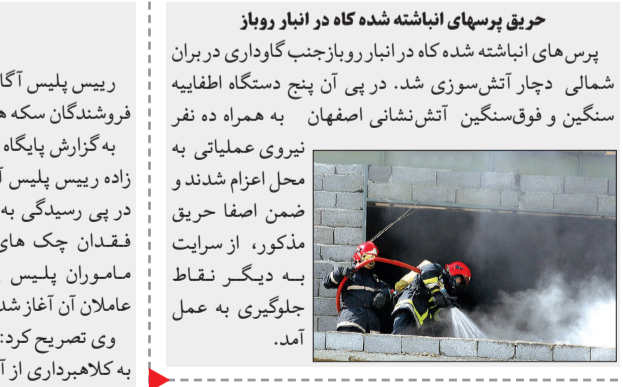 حریق پرسهای انباشته شده کاه در انبار روباز
پرس‌های انباشته شده کاه در انبار روبازجنب گاوداری دربران
شمالی دچار آتش‌سوزی شد. در پی آن پنج دستگاه اطفاییه
سنگین و فوق‌سنگین آتش‌نشانی اصفهان به همراه ده نفر
نیروی عملیاتی به
محل اعزام شدند و
ضمن اصفا حریق
مذکور، از سرایت
به دیگر نقاط
جلوگیری به عمل
آمد.
رییس پلیس آگا
فروشندگان سکه ه
به گزارش پایگاه
زاده رییس پلیس آ
در پی رسیدگی به
فقدان چک های
ماموران پلیس
عاملان آن آغاز شد
وی تصریح کرد:
به کلاهبرداری از آ